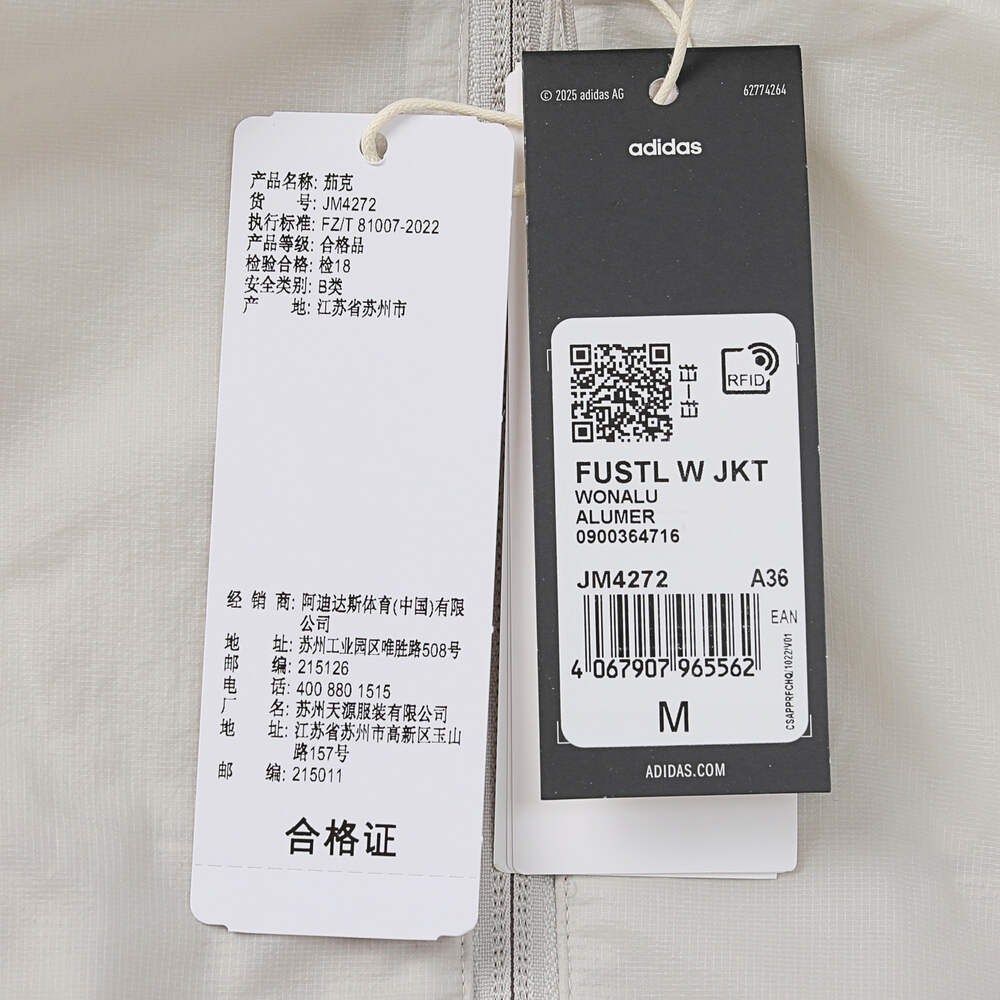 产品名称: 茄克
货 号: JM4272
执行标准: FZ/T 81007-2022
产品等级: 合格品
检验合格: 检18
安全类别: B类
产 地: 江苏省苏州市
经 销 商: 阿迪达斯体育(中国)有限
公司
地 址: 苏州工业园区唯胜路508号
邮 编: 215126
电 话: 400 880 1515
厂 名: 苏州天源服装有限公司
地 址: 江苏省苏州市高新区玉山
路157号
邮 编: 215011
合格证
© 2025 adidas AG
62774264
adidas
扫一扫
RFID
FUSTL W JKT
WONALU
ALUMER
0900364716
JM4272 A36
EAN
4 067907 965562
CSAPPRFCHQ/1022/V01
M
ADIDAS.COM